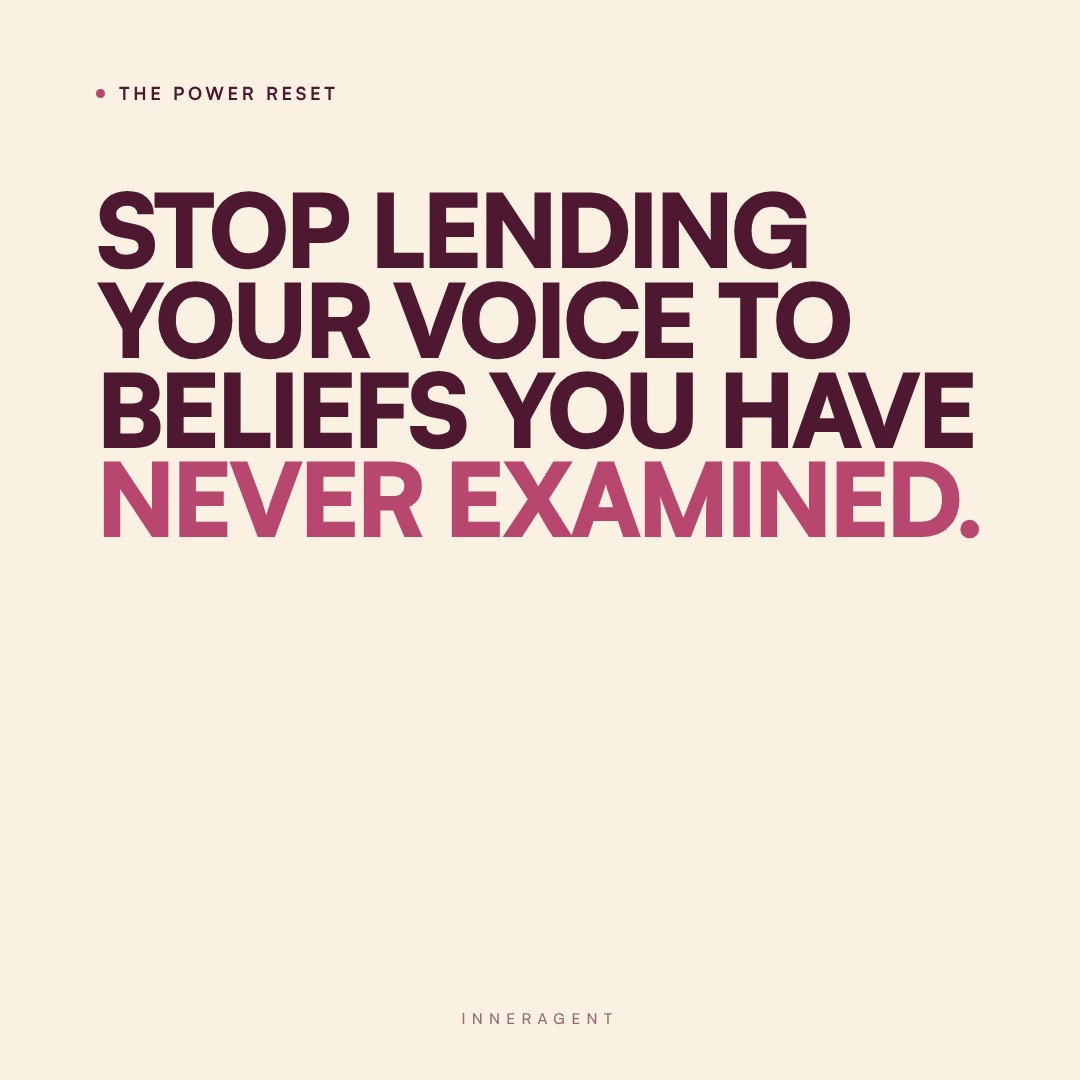 THE POWER RESET
STOP LENDING
YOUR VOICE TO
BELIEFS YOU HAVE
NEVER EXAMINED.
INNERAGENT